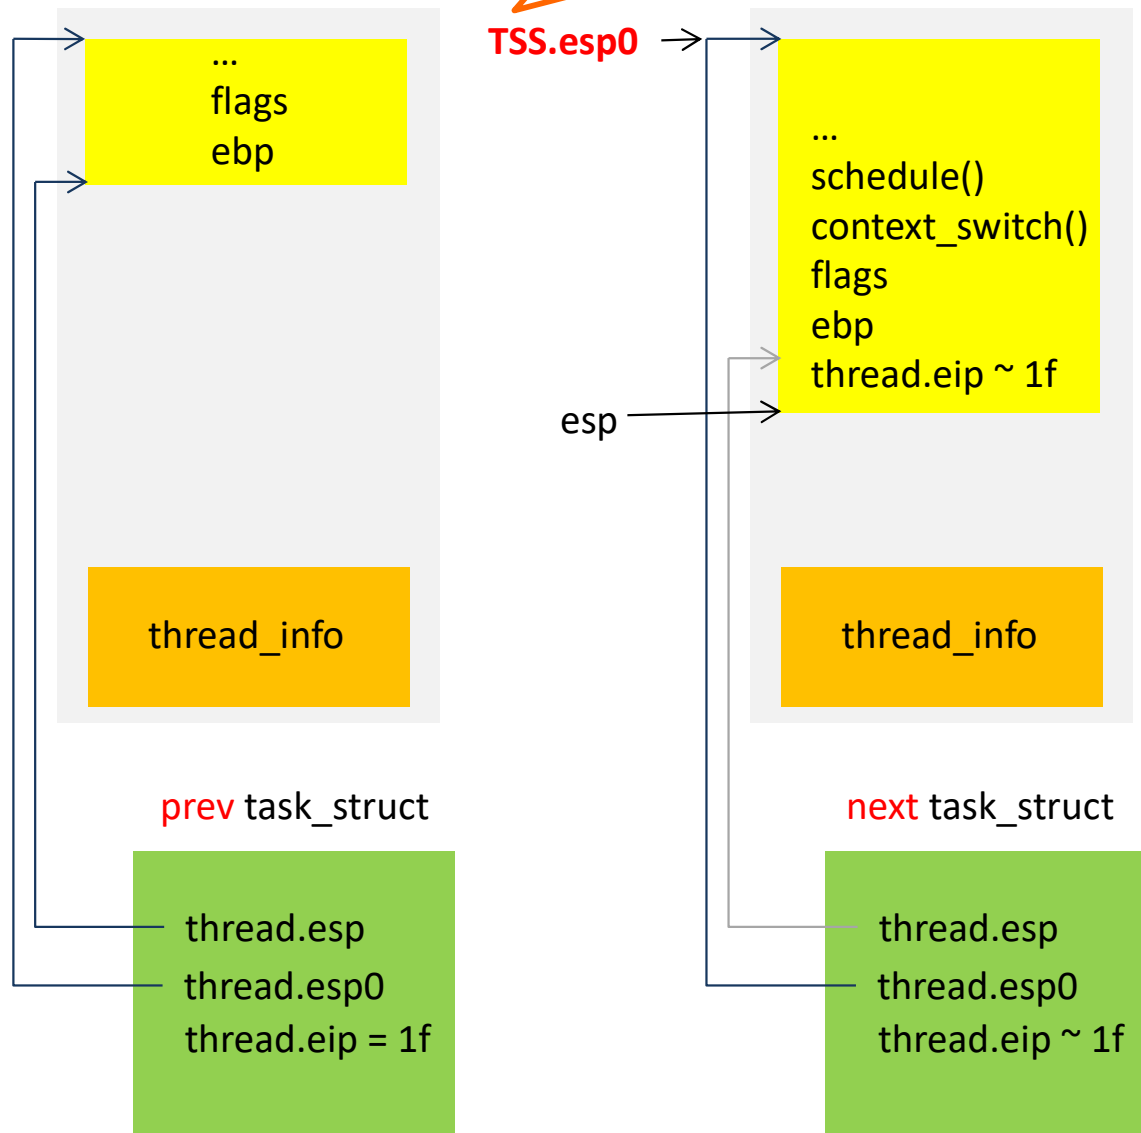 …
flags
ebp
TSS.esp0
…
schedule()
context_switch()
flags
ebp
thread.eip ~ 1f
esp
thread_info
thread_info
prev task_struct
next task_struct
thread.esp
thread.esp0
thread.eip = 1f
thread.esp
thread.esp0
thread.eip ~ 1f